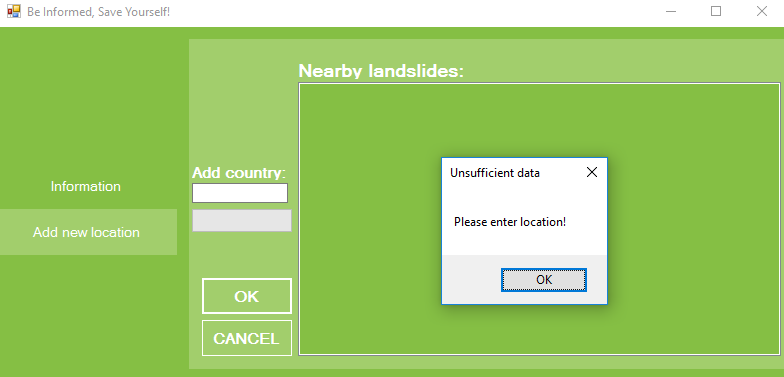 Be Informed, Save Yourself!
Nearby landslides:
Unsufficient data
Add country:
Information
Please enter location!
Add new location
OK
OK
CANCEL